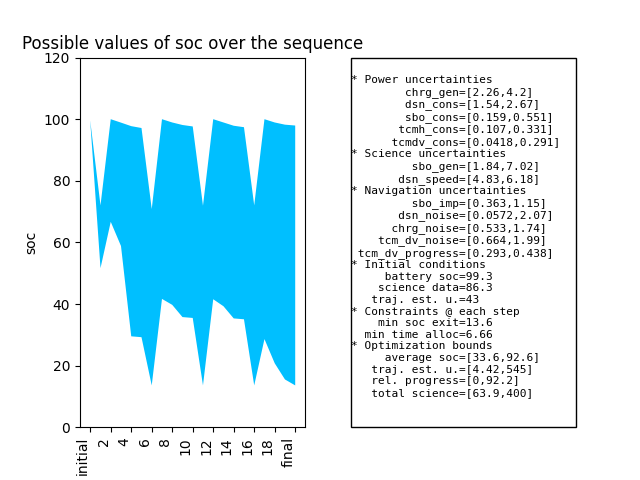 Possible values of soc over the sequence
120
100
80
60
40
20
0
soc
initial
2
4
6
8
10
12
14
16
18
final
* Power uncertainties
chrg_gen=[2.26,4.2]
dsn_cons=[1.54,2.67]
sbo_cons=[0.159,0.551]
tcmh_cons=[0.107,0.331]
tcmdv_cons=[0.0418,0.291]
* Science uncertainties
sbo_gen=[1.84,7.02]
dsn_speed=[4.83,6.18]
* Navigation uncertainties
sbo_imp=[0.363,1.15]
dsn_noise=[0.0572,2.07]
chrg_noise=[0.533,1.74]
tcm_dv_noise=[0.664,1.99]
tcm_dv_progress=[0.293,0.438]
* Initial conditions
battery soc=99.3
science data=86.3
traj. est. u.=43
* Constraints @ each step
min soc exit=13.6
min time alloc=6.66
* Optimization bounds
average soc=[33.6,92.6]
traj. est. u.=[4.42,545]
rel. progress=[0,92.2]
total science=[63.9,400]